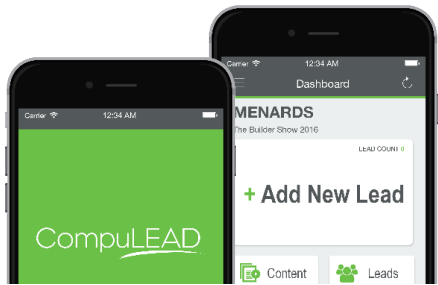 Carrier
12:34 AM
CompuLEAD
Carrier
12:34 AM
Dashboard
MENARDS
The Builder Show 2016
LEAD COUNT 0
+ Add New Lead
Content
Leads